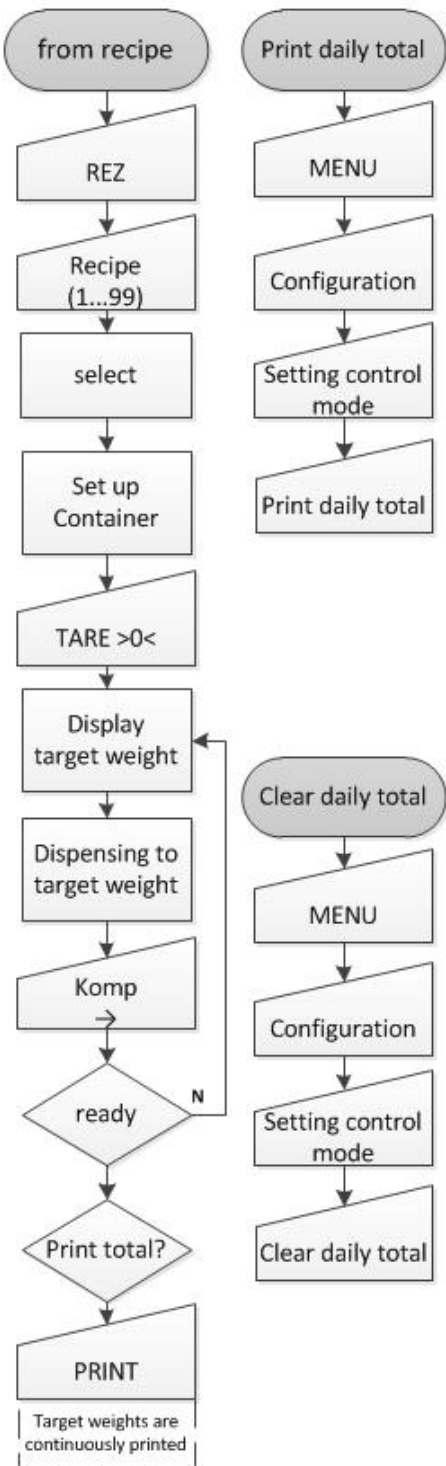 from recipe
REZ
Recipe
(1...99)
select
Set up
Container
TARE >0<
Display
target weight
Dispensing to
target weight
Komp
→
ready
N
Print total?
PRINT
Target weights are
continuously printed
Print daily total
MENU
Configuration
Setting control
mode
Print daily total
Clear daily total
MENU
Configuration
Setting control
mode
Clear daily total